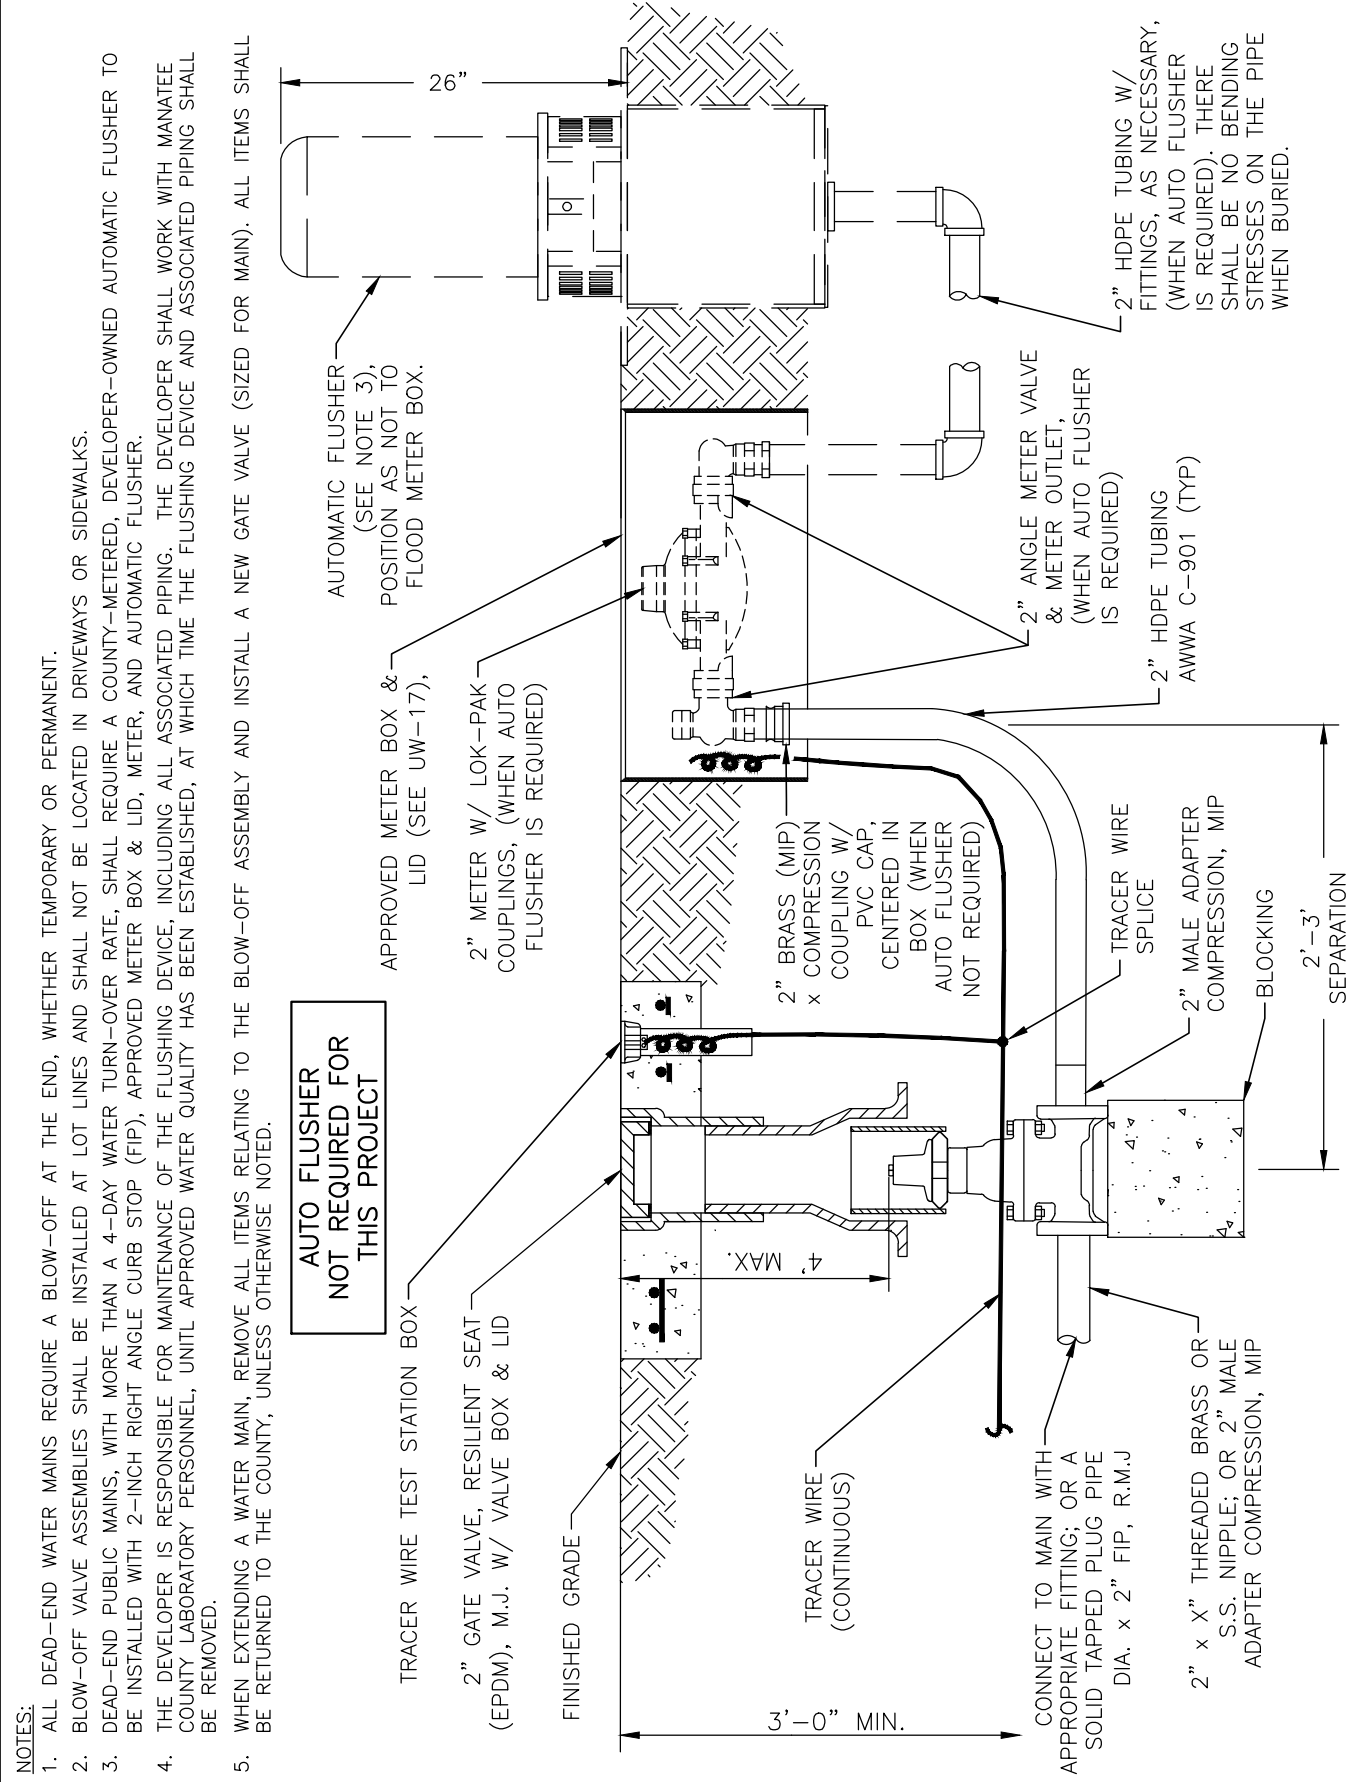 NOTES:
1. ALL DEAD-END WATER MAINS REQUIRE A BLOW-OFF AT THE END, WHETHER TEMPORARY OR PERMANENT.
2. BLOW-OFF VALVE ASSEMBLIES SHALL BE INSTALLED AT LOT LINES AND SHALL NOT BE LOCATED IN DRIVEWAYS OR SIDEWALKS.
3. DEAD-END PUBLIC MAINS, WITH MORE THAN A 4-DAY WATER TURN-OVER RATE, SHALL REQUIRE A COUNTY-METERED, DEVELOPER-OWNED AUTOMATIC FLUSHER TO
BE INSTALLED WITH 2-INCH RIGHT ANGLE CURB STOP (FIP), APPROVED METER BOX & LID, METER, AND AUTOMATIC FLUSHER.
4. THE DEVELOPER IS RESPONSIBLE FOR MAINTENANCE OF THE FLUSHING DEVICE, INCLUDING ALL ASSOCIATED PIPING. THE DEVELOPER SHALL WORK WITH MANATEE
COUNTY LABORATORY PERSONNEL, UNITL APPROVED WATER QUALITY HAS BEEN ESTABLISHED, AT WHICH TIME THE FLUSHING DEVICE AND ASSOCIATED PIPING SHALL
BE REMOVED.
5. WHEN EXTENDING A WATER MAIN, REMOVE ALL ITEMS RELATING TO THE BLOW-OFF ASSEMBLY AND INSTALL A NEW GATE VALVE (SIZED FOR MAIN). ALL ITEMS SHALL
BE RETURNED TO THE COUNTY, UNLESS OTHERWISE NOTED.
AUTO FLUSHER
NOT REQUIRED FOR
THIS PROJECT
26"
AUTOMATIC FLUSHER
(SEE NOTE 3),
POSITION AS NOT TO
FLOOD METER BOX.
APPROVED METER BOX &
LID (SEE UW-17),
2" METER W/ LOK-PAK
COUPLINGS, (WHEN AUTO
FLUSHER IS REQUIRED)
TRACER WIRE TEST STATION BOX
2" GATE VALVE, RESILIENT SEAT
(EPDM), M.J. W/ VALVE BOX & LID
FINISHED GRADE
3'-0" MIN.
4' MAX.
2" BRASS (MIP)
x COMPRESSION
COUPLING W/
PVC CAP,
CENTERED IN
BOX (WHEN
AUTO FLUSHER
NOT REQUIRED)
TRACER WIRE
(CONTINUOUS)
CONNECT TO MAIN WITH
APPROPRIATE FITTING; OR A
SOLID TAPPED PLUG PIPE
DIA. x 2" FIP, R.M.J
2" x X" THREADED BRASS OR
S.S. NIPPLE; OR 2" MALE
ADAPTER COMPRESSION, MIP
TRACER WIRE
SPLICE
2" MALE ADAPTER
COMPRESSION, MIP
BLOCKING
2'-3'
SEPARATION
2" ANGLE METER VALVE
& METER OUTLET,
(WHEN AUTO FLUSHER
IS REQUIRED)
2" HDPE TUBING
AWWA C-901 (TYP)
2" HDPE TUBING W/
FITTINGS, AS NECESSARY,
(WHEN AUTO FLUSHER
IS REQUIRED). THERE
SHALL BE NO BENDING
STRESSES ON THE PIPE
WHEN BURIED.